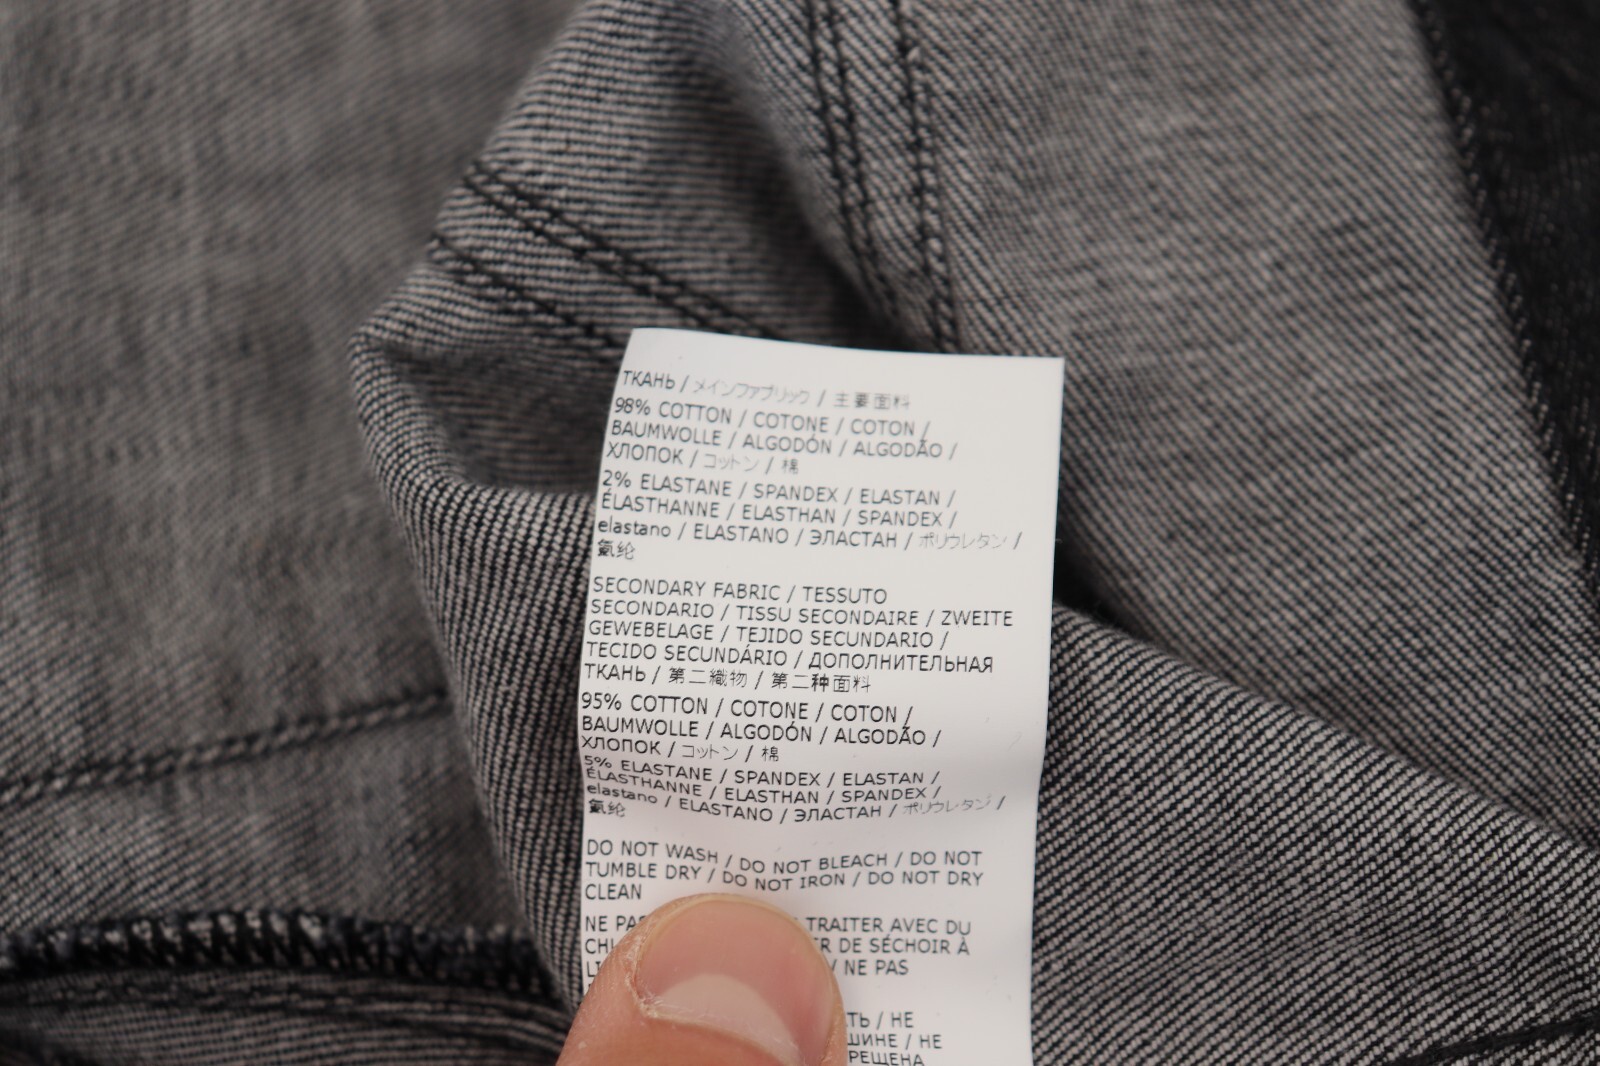 ТКАНЬ / メインファブリック / 主要面料
98% COTTON / COTONE / COTON /
BAUMWOLLE / ALGODÓN / ALGODÃO /
ХЛОПОК / コットン / 棉
2% ELASTANE / SPANDEX / ELASTAN /
ÉLASTHANNE / ELASTHAN / SPANDEX /
elastano / ELASTANO / ЭЛАСТАН / ポリウレタン /
氨纶
SECONDARY FABRIC / TESSUTO
SECONDARIO / TISSU SECONDAIRE / ZWEITE
GEWEBELAGE / TEJIDO SECUNDARIO /
TECIDO SECUNDÁRIO / ДОПОЛНИТЕЛЬНАЯ
ТКАНЬ / 第二織物 / 第二种面料
95% COTTON / COTONE / COTON /
BAUMWOLLE / ALGODÓN / ALGODÃO /
ХЛОПОК / コットン / 棉
5% ELASTANE / SPANDEX / ELASTAN /
ÉLASTHANNE / ELASTHAN / SPANDEX /
elastano / ELASTANO / ЭЛАСТАН / ポリウレタン /
氨纶
DO NOT WASH / DO NOT BLEACH / DO NOT
TUMBLE DRY / DO NOT IRON / DO NOT DRY
CLEAN
NE PAS TRAITER AVEC DU
DE SÉCHOIR À
/ NE PAS
/ НЕ
/ НЕ